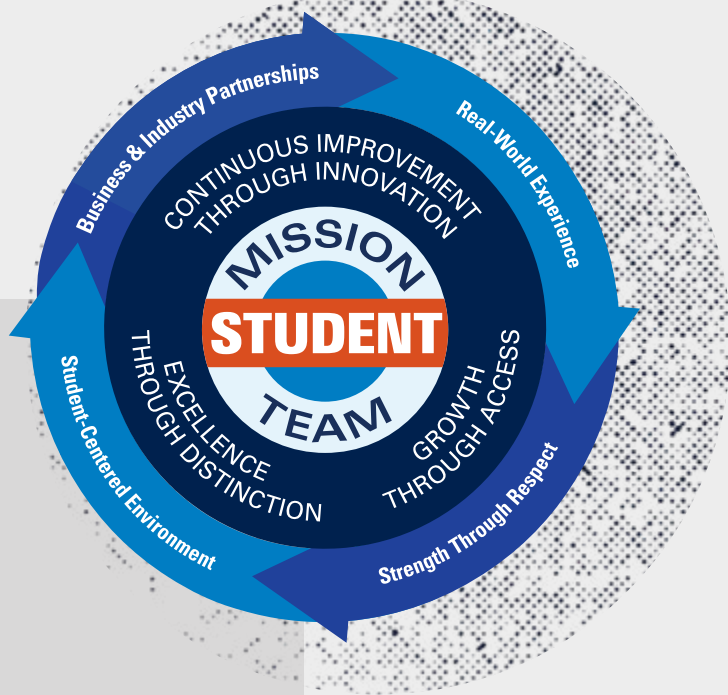 Business & Industry Partnerships
Real-World Experience
Strength Through Respect
Student-Centered Environment
CONTINUOUS IMPROVEMENT
THROUGH INNOVATION
GROWTH
THROUGH ACCESS
EXCELLENCE
THROUGH DISTINCTION
MISSION
STUDENT
TEAM